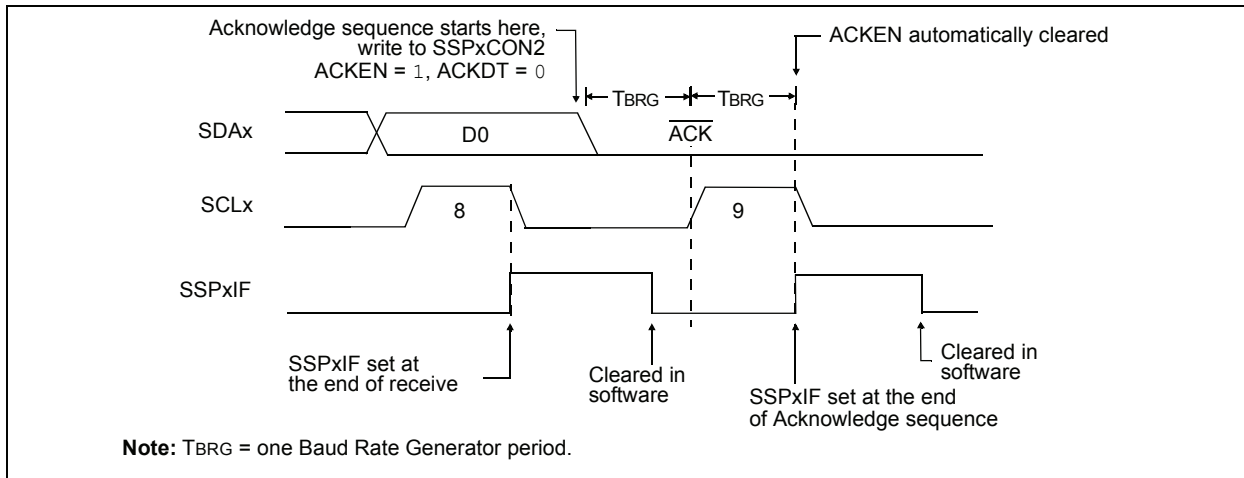 Acknowledge sequence starts here,
write to SSPxCON2
ACKEN = 1, ACKDT = 0
ACKEN automatically cleared
TBRG
TBRG
SDAx
D0
ACK
SCLx
8
9
SSPxIF
SSPxIF set at
the end of receive
Cleared in
software
SSPxIF set at the end
of Acknowledge sequence
Cleared in
software
Note: TBRG = one Baud Rate Generator period.